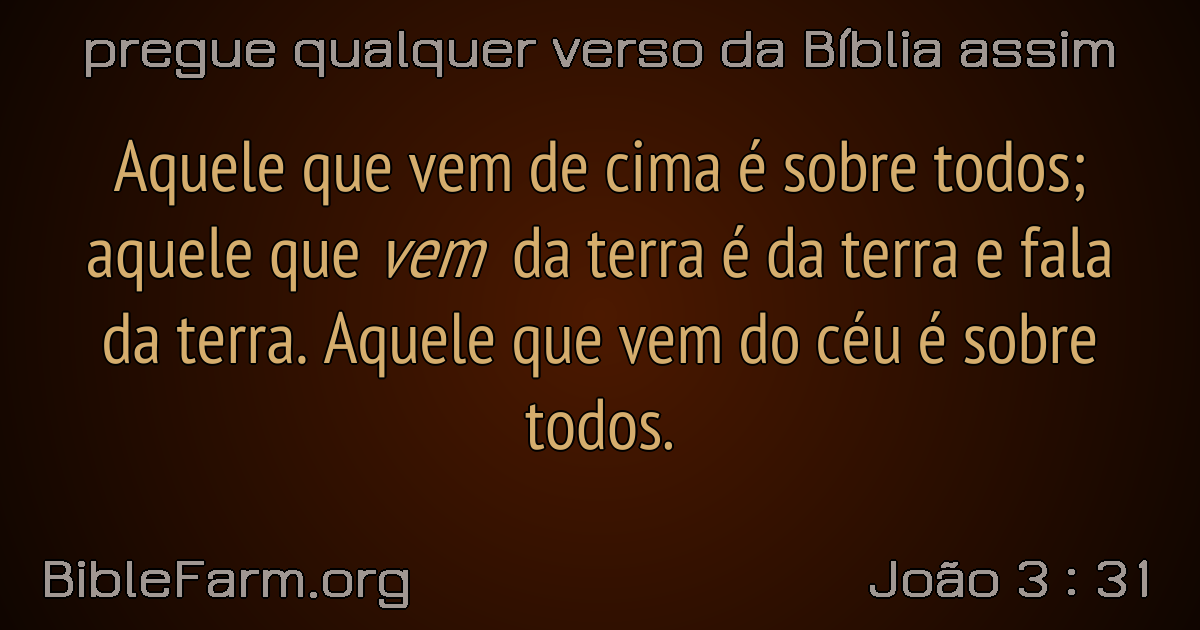 pregue qualquer verso da Bíblia assim
Aquele que vem de cima é sobre todos;
aquele que vem da terra é da terra e fala
da terra. Aquele que vem do céu é sobre
todos.
BibleFarm.org
João 3 : 31